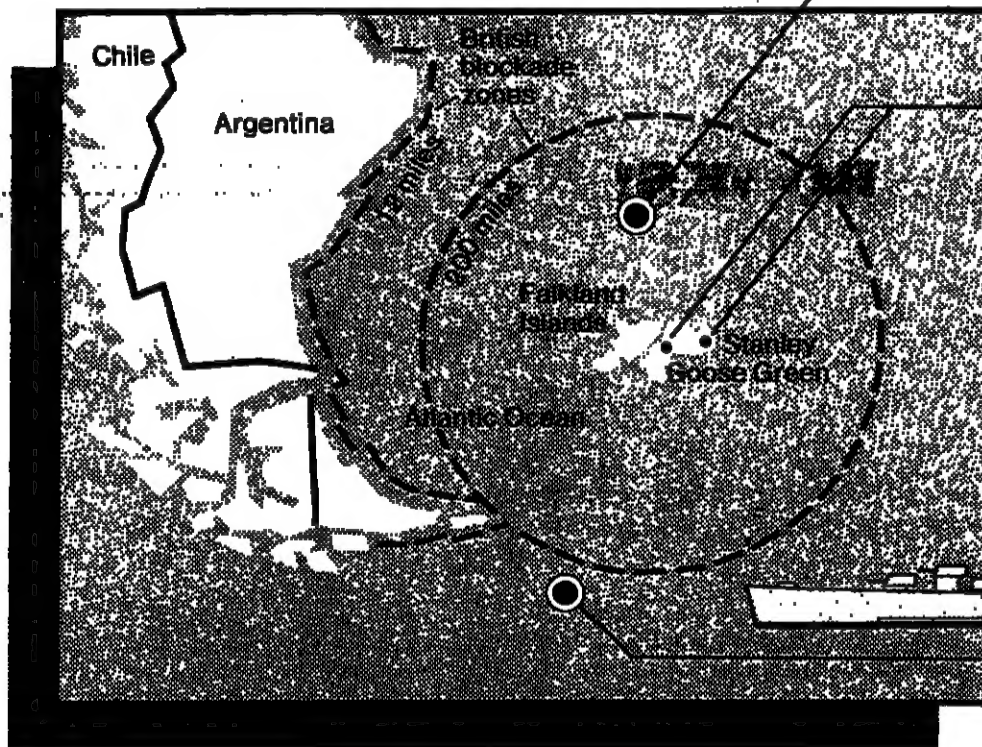 Chile
Argentina
British
blockade
zones
12 miles
200 miles
Falkland
Islands
Stanley
Goose Green
Atlantic Ocean